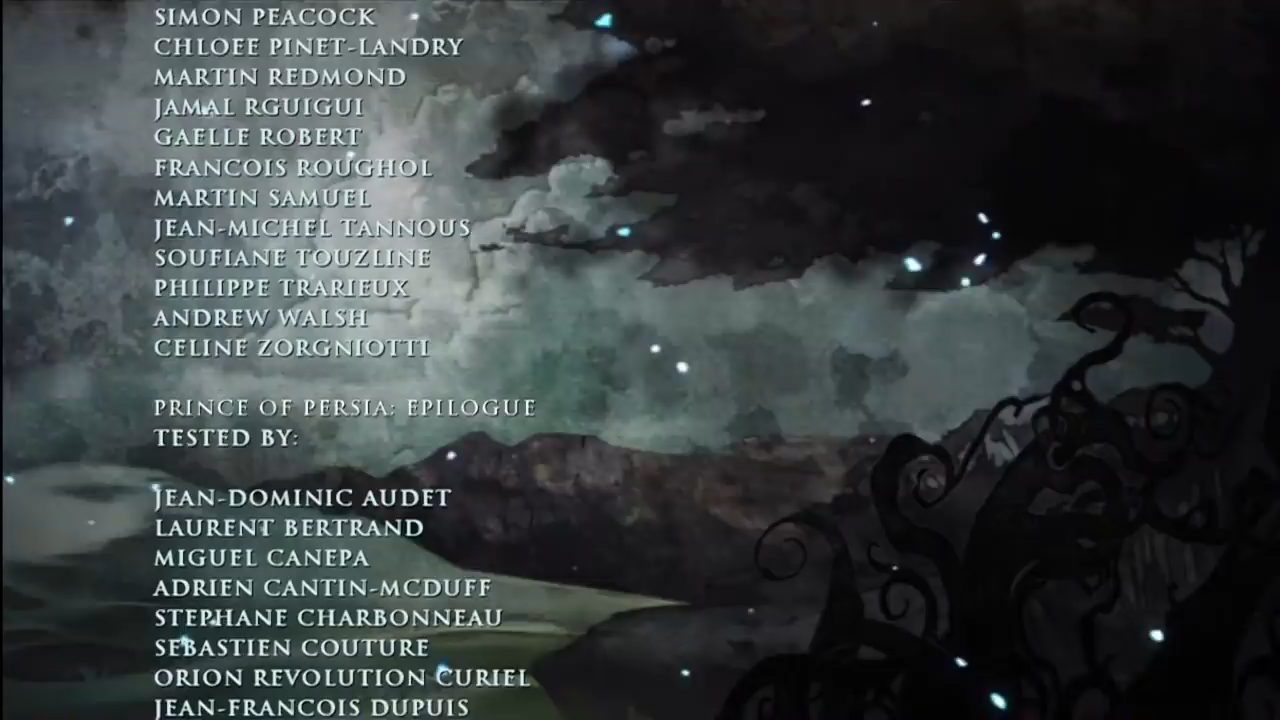 SIMON PEACOCK
CHLOEE PINET-LANDRY
MARTIN REDMOND
JAMAL RGUIGUI
GAELLE ROBERT
FRANCOIS ROUGHOL
MARTIN SAMUEL
JEAN-MICHEL TANNOUS
SOUFIANE TOUZLINE
PHILIPPE TRARIEUX
ANDREW WALSH
CELINE ZORGNIOTTI
PRINCE OF PERSIA: EPILOGUE
TESTED BY:
JEAN-DOMINIC AUDET
LAURENT BERTRAND
MIGUEL CANEPA
ADRIEN CANTIN-MCDUFF
STEPHANE CHARBONNEAU
SEBASTIEN COUTURE
ORION REVOLUTION CURIEL
JEAN-FRANCOIS DUPUIS